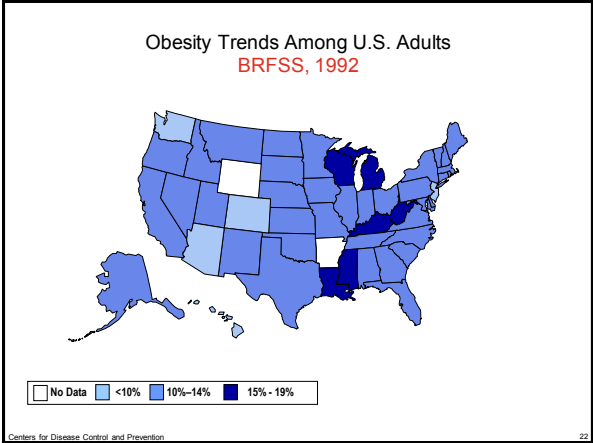 Obesity Trends Among U.S. Adults
BRFSS, 1992
No Data <10% 10%–14% 15% - 19%
Centers for Disease Control and Prevention 22